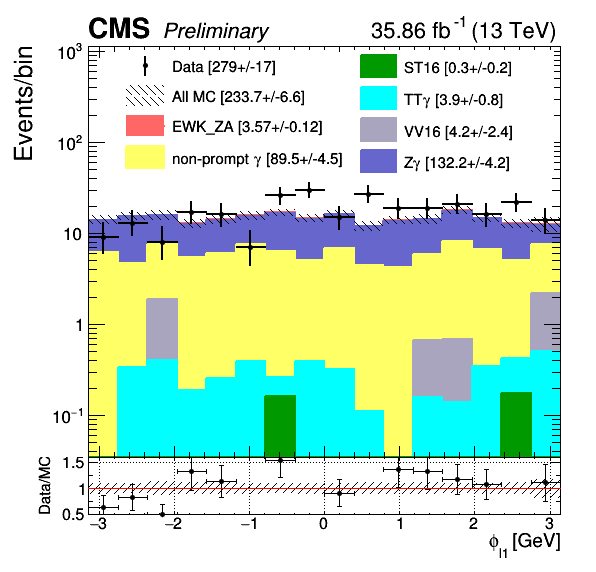 CMS Preliminary 35.86 fb⁻¹ (13 TeV)
Events/bin
10³
10²
10
1
10⁻¹
Data [279+/-17]
All MC [233.7+/-6.6]
EWK_ZA [3.57+/-0.12]
non-prompt γ [89.5+/-4.5]
ST16 [0.3+/-0.2]
TTγ [3.9+/-0.8]
VV16 [4.2+/-2.4]
Zγ [132.2+/-4.2]
Data/MC
1.5
1
0.5
−3 −2 −1 0 1 2 3
ϕ_l1 [GeV]